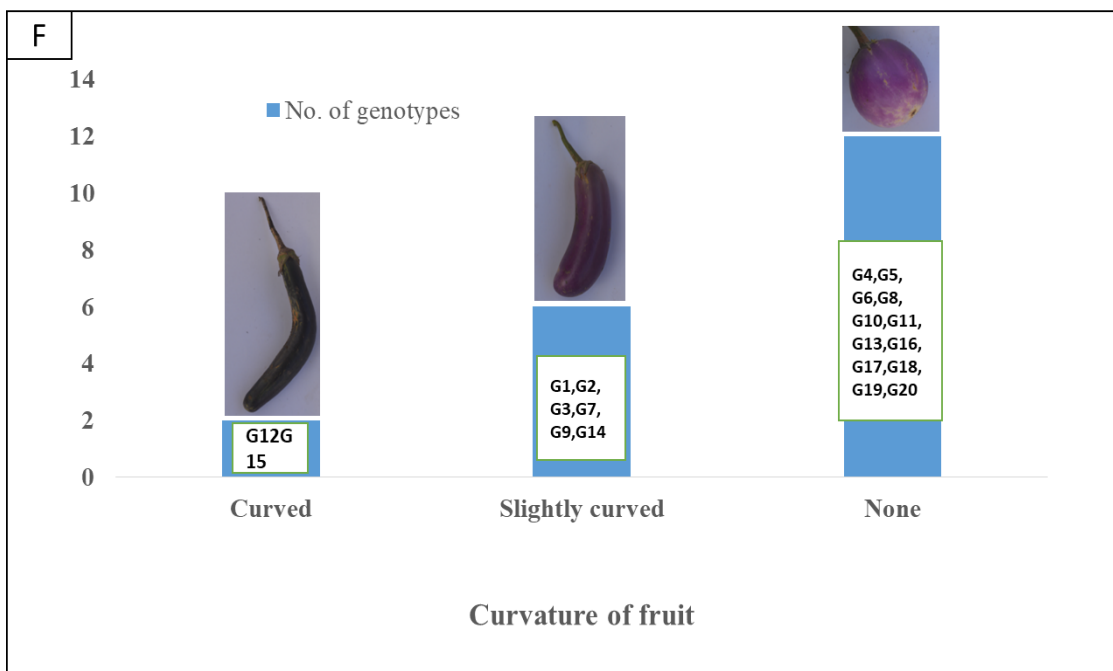 F
14
12
10
8
6
4
2
0
No. of genotypes
G12G
15
G1,G2,
G3,G7,
G9,G14
G4,G5,
G6,G8,
G10,G11,
G13,G16,
G17,G18,
G19,G20
Curved
Slightly curved
None
Curvature of fruit